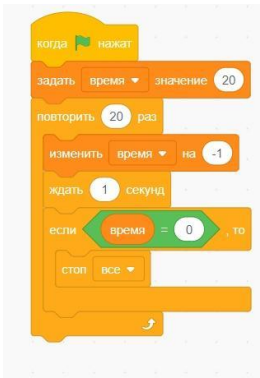 когда нажат
задать время значение 20
повторить 20 раз
изменить время на -1
ждать 1 секунд
если время = 0 , то
стоп все